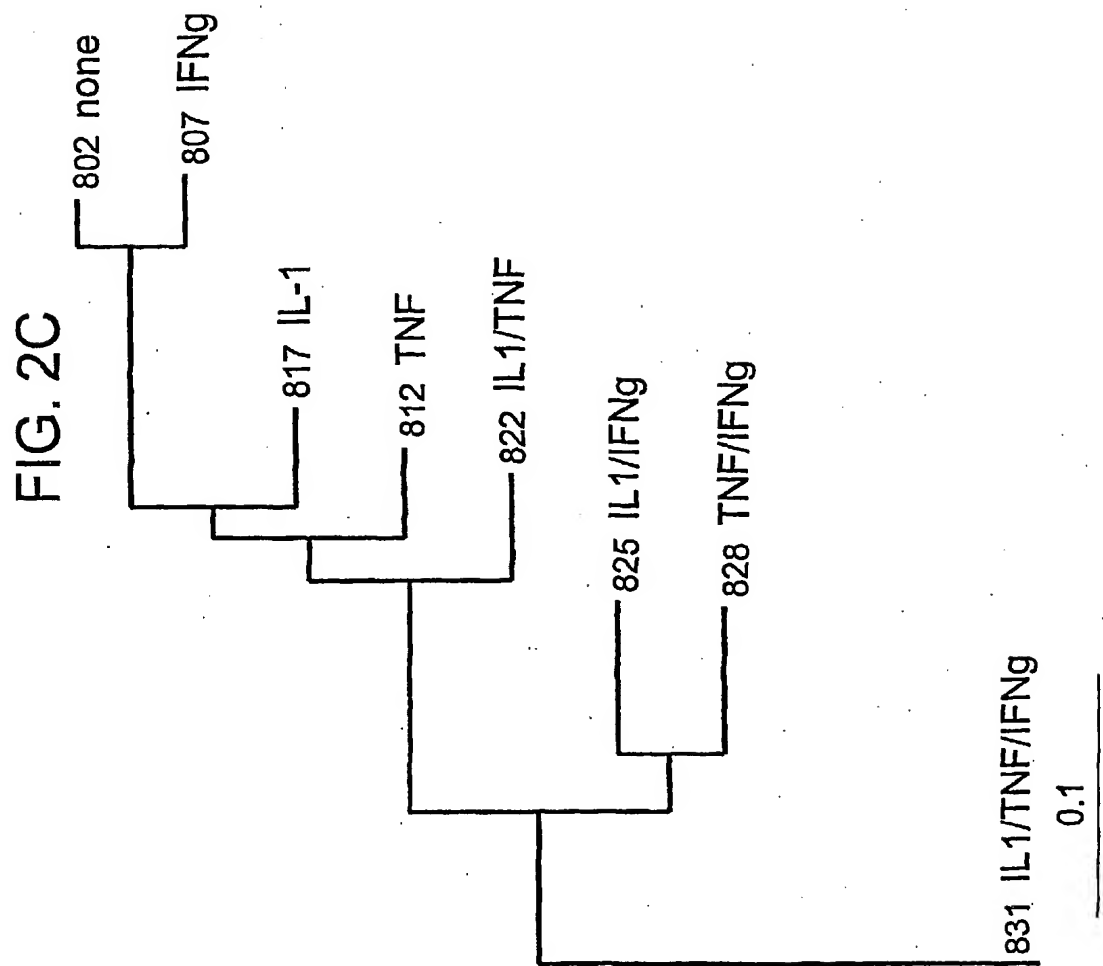 FIG. 2C
802 none
807 IFNg
817 IL-1
812 TNF
822 IL1/TNF
825 IL1/IFNg
828 TNF/IFNg
831 IL1/TNF/IFNg
0.1